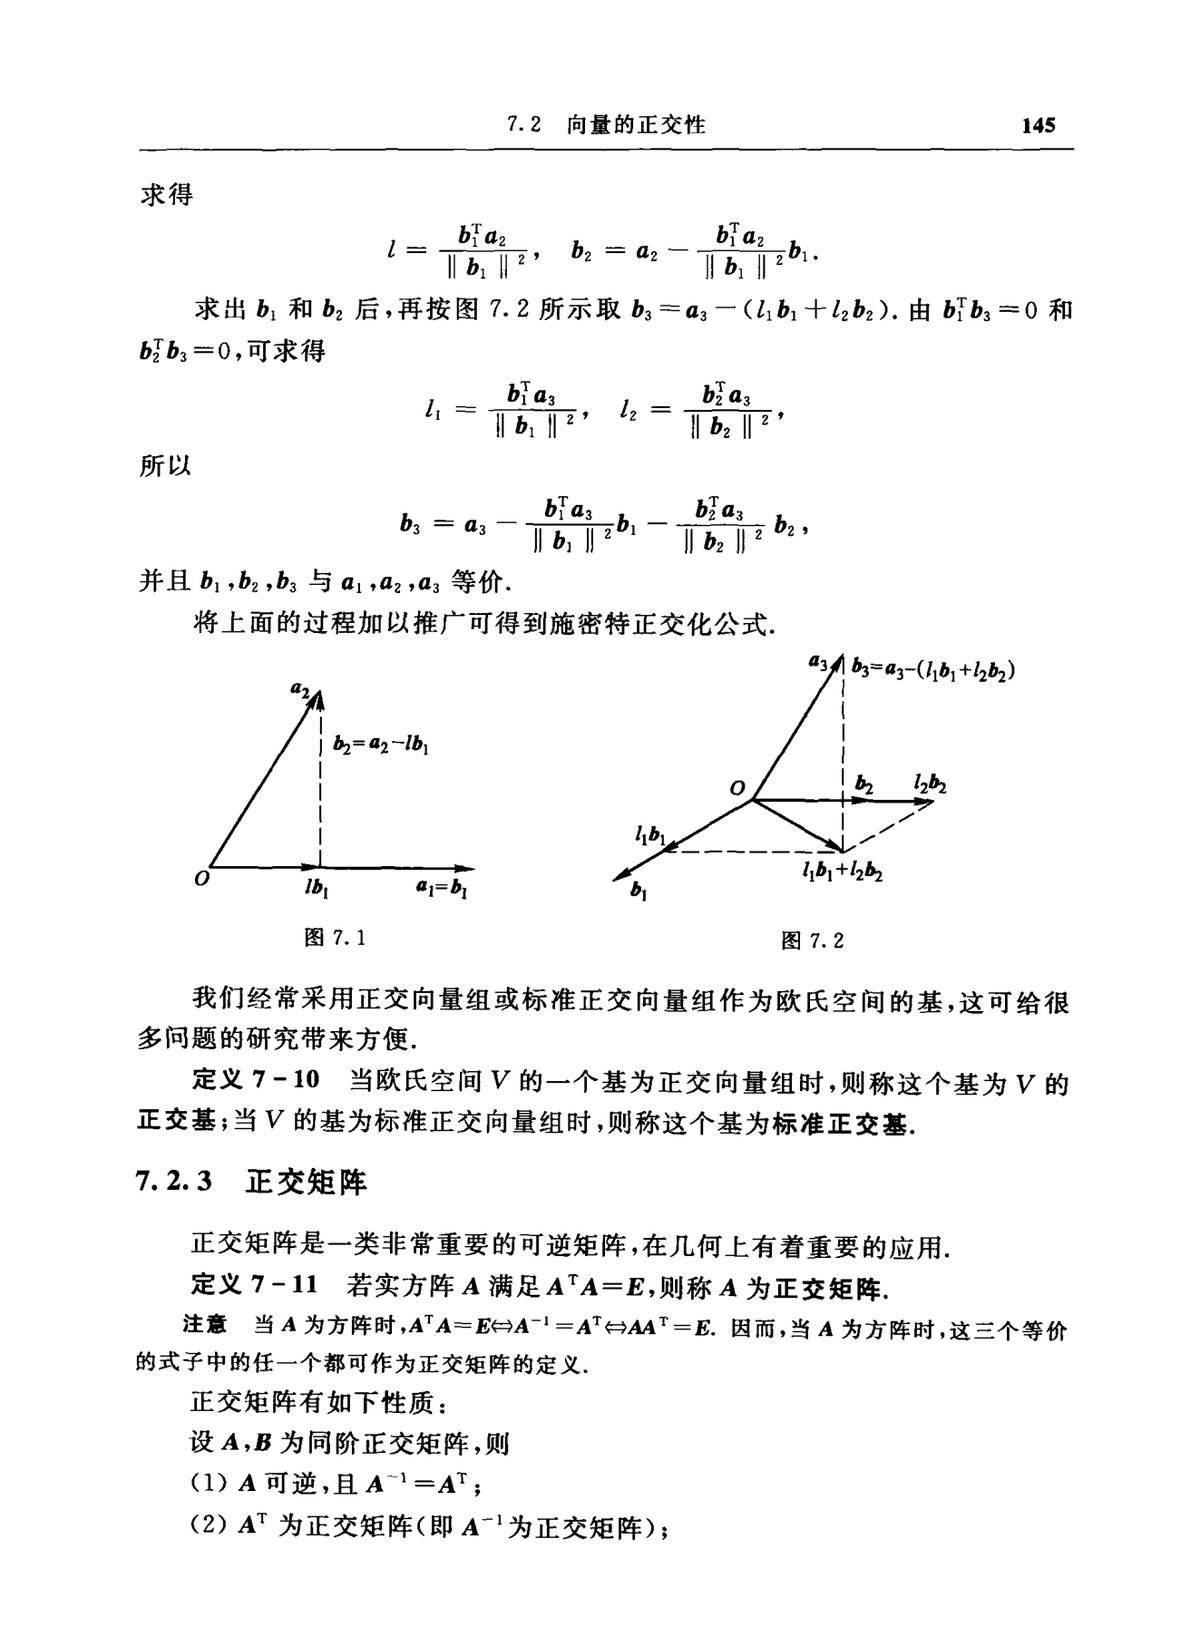 7.2 向量的正交性 145
求得
l = b₁ᵀa₂ / ‖b₁‖², b₂ = a₂ − (b₁ᵀa₂ / ‖b₁‖²) b₁.
求出 b₁ 和 b₂ 后,再按图 7.2 所示取 b₃=a₃−(l₁b₁+l₂b₂). 由 b₁ᵀb₃=0 和
b₂ᵀb₃=0,可求得
l₁ = b₁ᵀa₃ / ‖b₁‖², l₂ = b₂ᵀa₃ / ‖b₂‖²,
所以
b₃ = a₃ − (b₁ᵀa₃ / ‖b₁‖²) b₁ − (b₂ᵀa₃ / ‖b₂‖²) b₂,
并且 b₁,b₂,b₃ 与 a₁,a₂,a₃ 等价.
将上面的过程加以推广可得到施密特正交化公式.
a₂
b₂=a₂−lb₁
O
lb₁
a₁=b₁
图 7.1
a₃
b₃=a₃−(l₁b₁+l₂b₂)
O
b₂
l₂b₂
l₁b₁
l₁b₁+l₂b₂
b₁
图 7.2
我们经常采用正交向量组或标准正交向量组作为欧氏空间的基,这可给很
多问题的研究带来方便.
定义 7-10 当欧氏空间 V 的一个基为正交向量组时,则称这个基为 V 的
正交基;当 V 的基为标准正交向量组时,则称这个基为标准正交基.
7.2.3 正交矩阵
正交矩阵是一类非常重要的可逆矩阵,在几何上有着重要的应用.
定义 7-11 若实方阵 A 满足 AᵀA=E,则称 A 为正交矩阵.
注意 当 A 为方阵时,AᵀA=E⇔A⁻¹=Aᵀ⇔AAᵀ=E. 因而,当 A 为方阵时,这三个等价
的式子中的任一个都可作为正交矩阵的定义.
正交矩阵有如下性质:
设 A,B 为同阶正交矩阵,则
(1) A 可逆,且 A⁻¹=Aᵀ;
(2) Aᵀ 为正交矩阵(即 A⁻¹为正交矩阵);